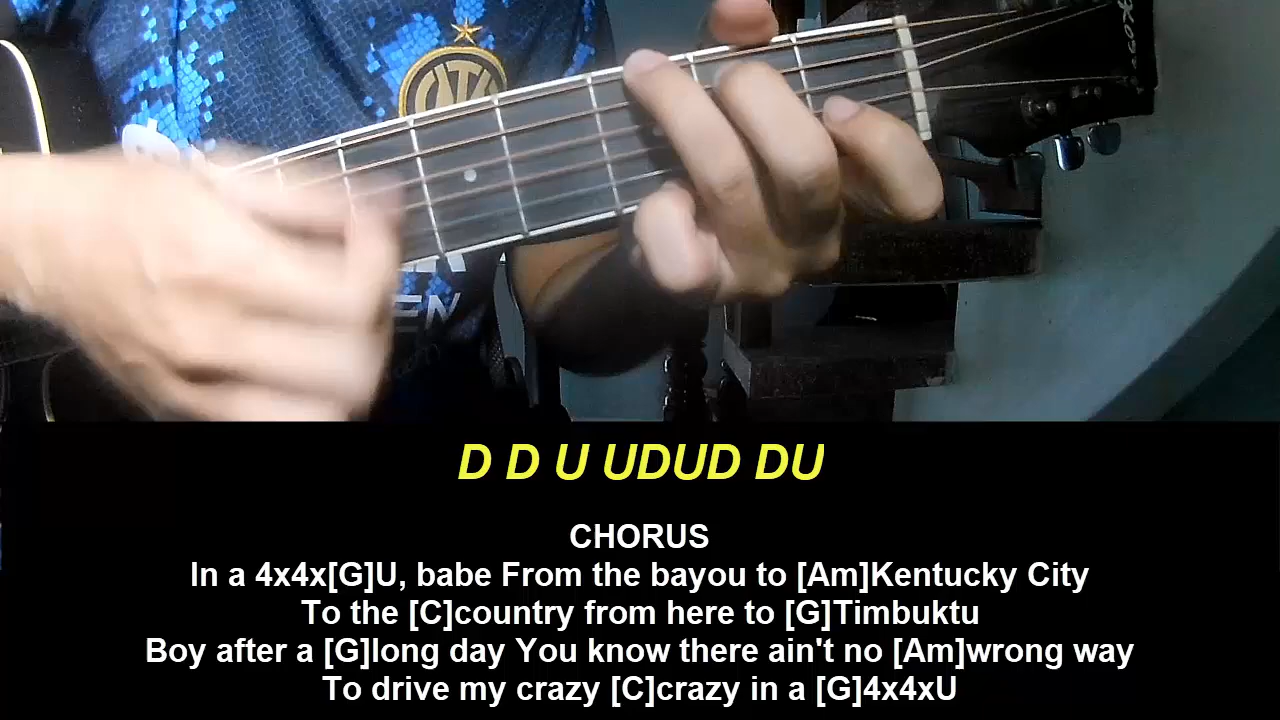 D D U UDUD DU
CHORUS
In a 4x4x[G]U, babe From the bayou to [Am]Kentucky City
To the [C]country from here to [G]Timbuktu
Boy after a [G]long day You know there ain't no [Am]wrong way
To drive my crazy [C]crazy in a [G]4x4xU